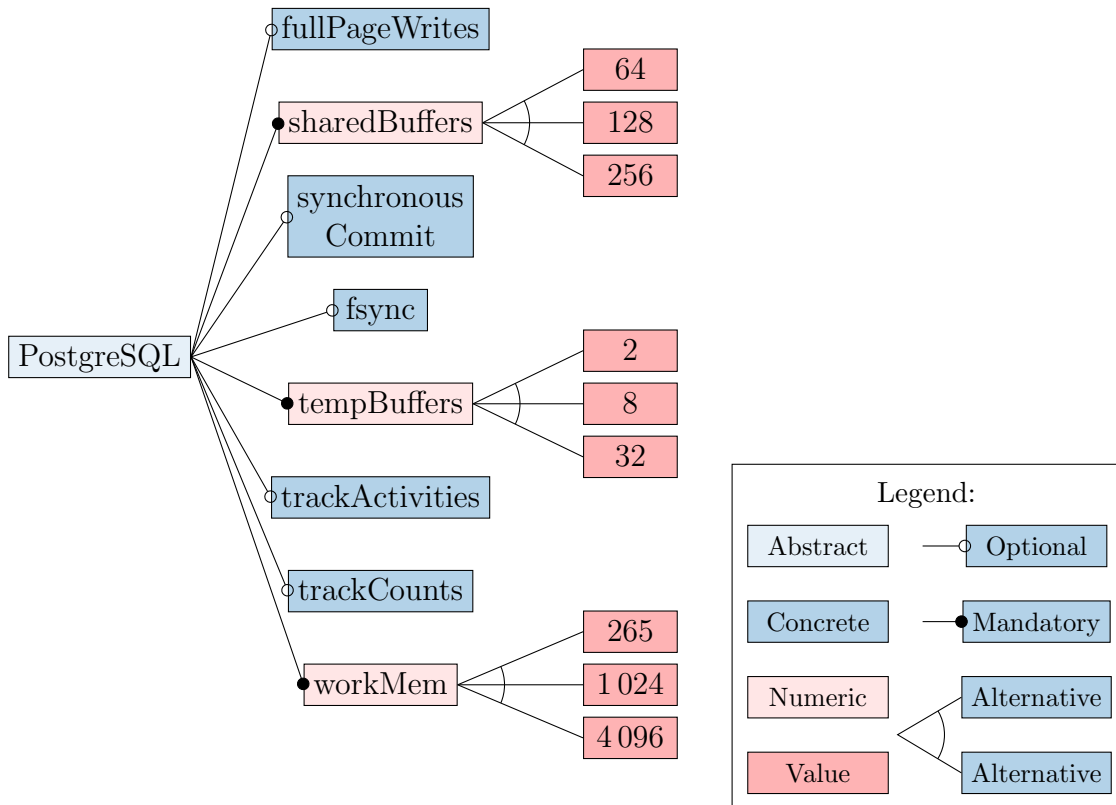 fullPageWrites
64
sharedBuffers
128
256
synchronous
Commit
fsync
PostgreSQL
2
tempBuffers
8
32
trackActivities
Legend:
Abstract
Optional
trackCounts
Concrete
Mandatory
265
workMem
1 024
4 096
Numeric
Alternative
Value
Alternative